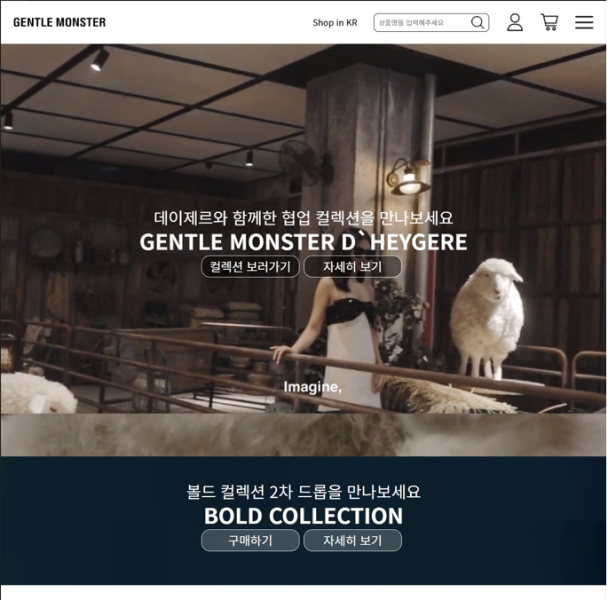 GENTLE MONSTER
Shop in KR
상품명을 입력해주세요
데이제르와 함께한 협업 컬렉션을 만나보세요
GENTLE MONSTER D`HEYGERE
컬렉션 보러가기
자세히 보기
Imagine,
볼드 컬렉션 2차 드롭을 만나보세요
BOLD COLLECTION
구매하기
자세히 보기